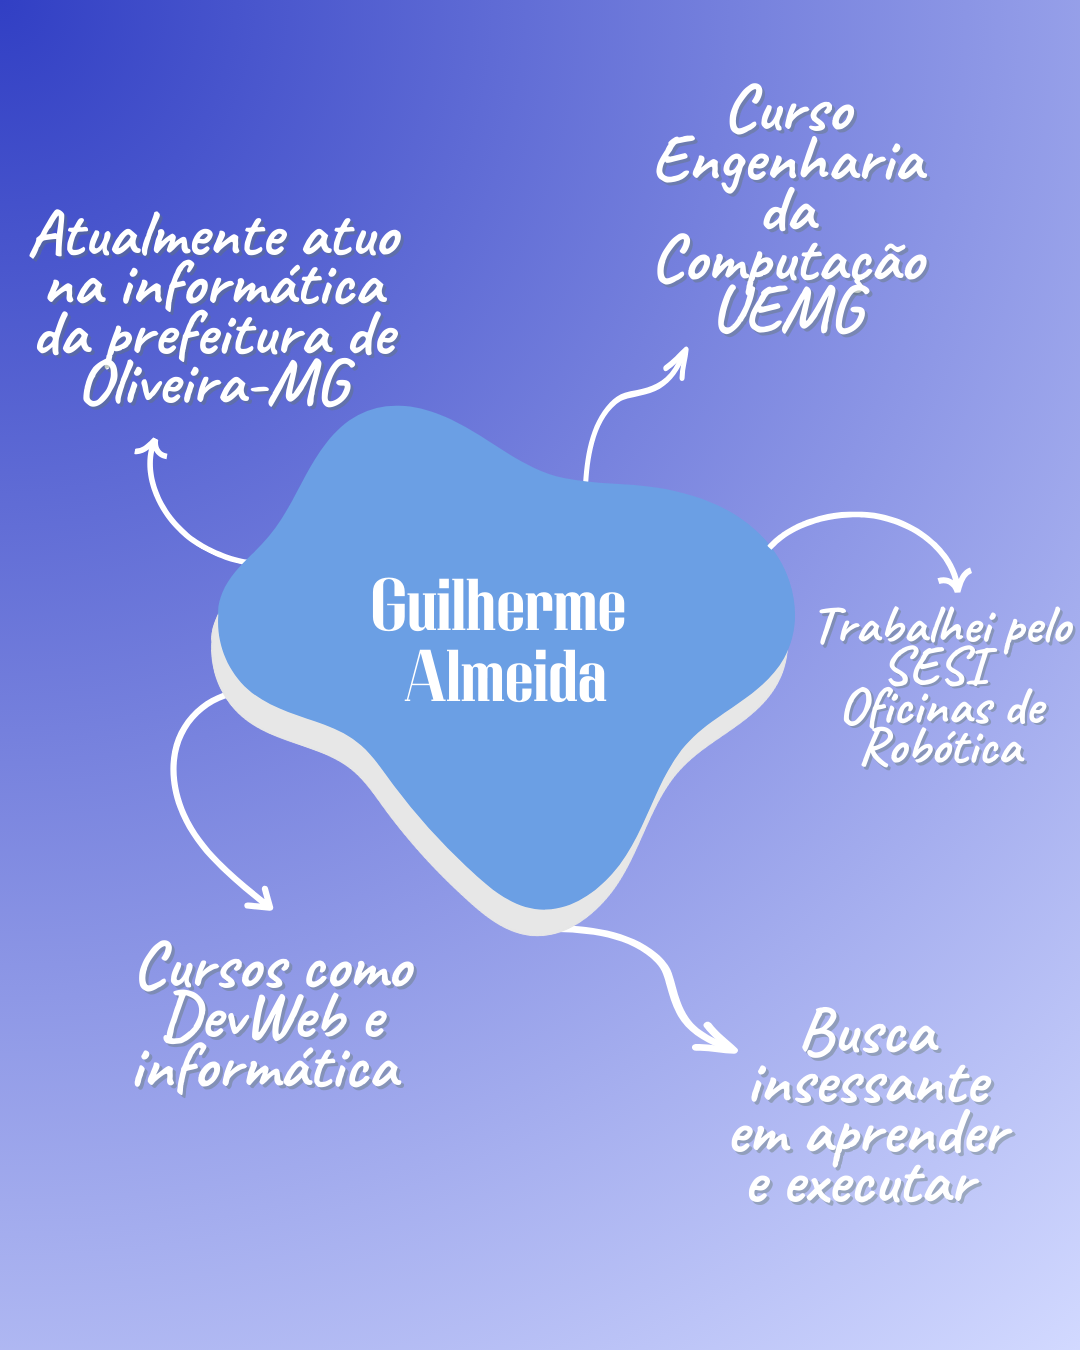 Curso
Engenharia
da
Computação
UEMG
Atualmente atuo
na informática
da prefeitura de
Oliveira-MG
Guilherme
Almeida
Trabalhei pelo
SESI
Oficinas de
Robótica
Cursos como
DevWeb e
informática
Busca
insessante
em aprender
e executar